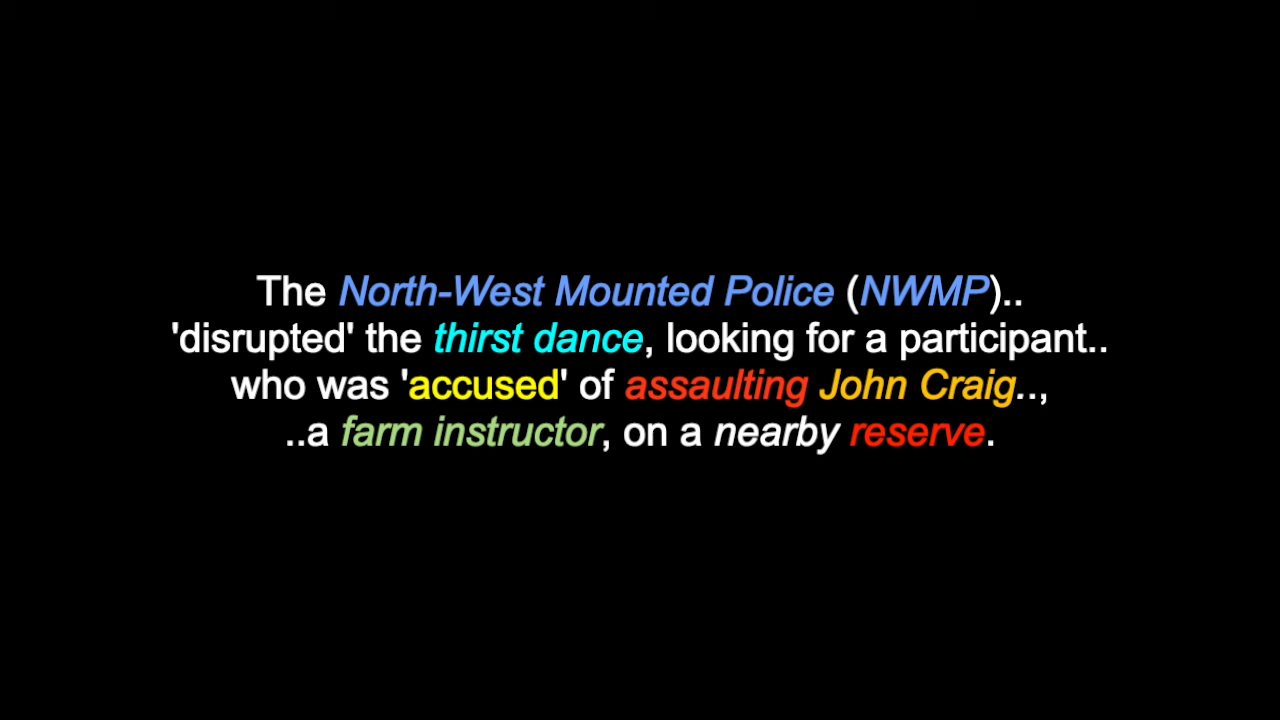 The North-West Mounted Police (NWMP)..
'disrupted' the thirst dance, looking for a participant..
who was 'accused' of assaulting John Craig..,
..a farm instructor, on a nearby reserve.